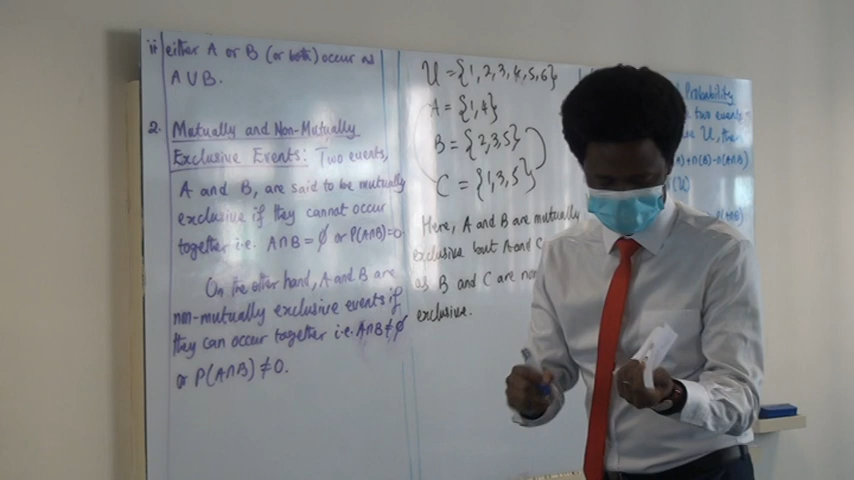 ii either A or B (or both) occur as
A∪B.
2. Mutually and Non-Mutually
Exclusive Events: Two events,
A and B, are said to be mutually
exclusive if they cannot occur
together i.e. A∩B = ∅ or P(A∩B)=0.
On the other hand, A and B are
non-mutually exclusive events if
they can occur together i.e. A∩B ≠ ∅
or P(A∩B) ≠ 0.
U = {1, 2, 3, 4, 5, 6}
A = {1,4}
B = {2,3,5}
C = {1,3,5}
Here, A and B are mutually
exclusive but A and C
as B and C are non
exclusive.
Probability
two events
U, then
+n(B)-n(A∩B)